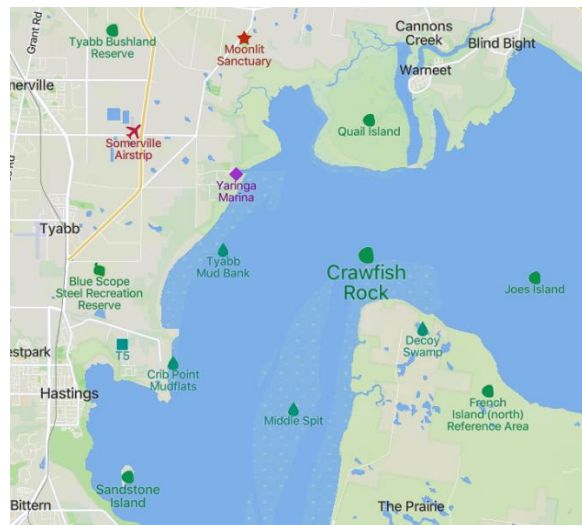 Grant Rd
Tyabb Bushland
Reserve
Moonlit
Sanctuary
Cannons
Creek
Blind Bight
Warneet
nerville
Somerville
Airstrip
Quail Island
Yaringa
Marina
Tyabb
Tyabb
Mud Bank
Crawfish
Rock
Blue Scope
Steel Recreation
Reserve
Joes Island
Decoy
Swamp
estpark
T5
Crib Point
Mudflats
Hastings
Middle Spit
French
Island (north)
Reference Area
Sandstone
Island
Bittern
The Prairie